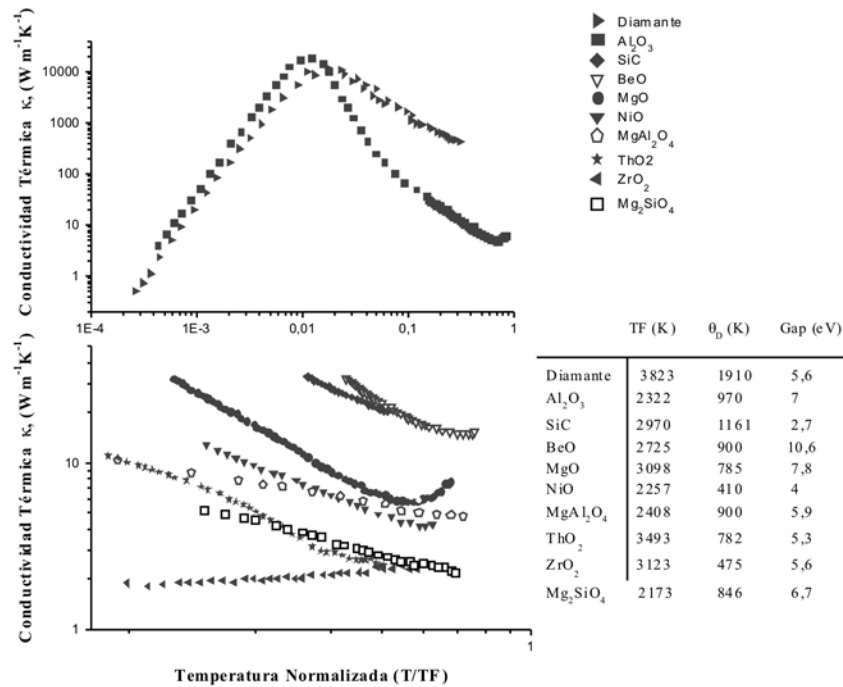 Diamante
Al2O3
SiC
BeO
MgO
NiO
MgAl2O4
ThO2
ZrO2
Mg2SiO4
Conductividad Térmica κ, (W m-1K-1)
10000
1000
100
10
1
1E-4 1E-3 0,01 0,1 1
Conductividad Térmica κ, (W m-1K-1)
10
1
1
Temperatura Normalizada (T/TF)
TF (K) θD (K) Gap (eV)
Diamante 3823 1910 5,6
Al2O3 2322 970 7
SiC 2970 1161 2,7
BeO 2725 900 10,6
MgO 3098 785 7,8
NiO 2257 410 4
MgAl2O4 2408 900 5,9
ThO2 3493 782 5,3
ZrO2 3123 475 5,6
Mg2SiO4 2173 846 6,7